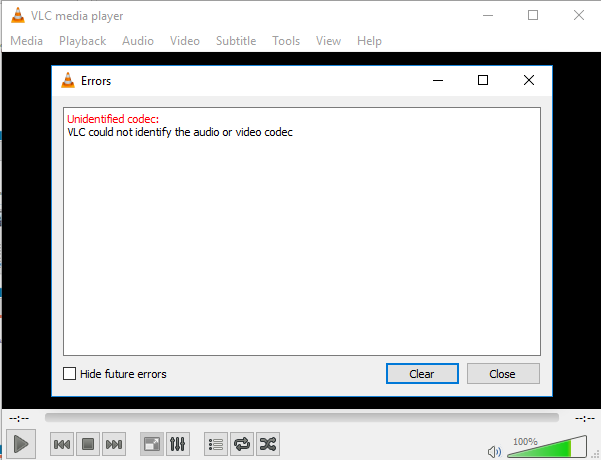 VLC media player
Media Playback Audio Video Subtitle Tools View Help
Errors
Unidentified codec:
VLC could not identify the audio or video codec
Hide future errors
Clear
Close
--:--
--:--
100%